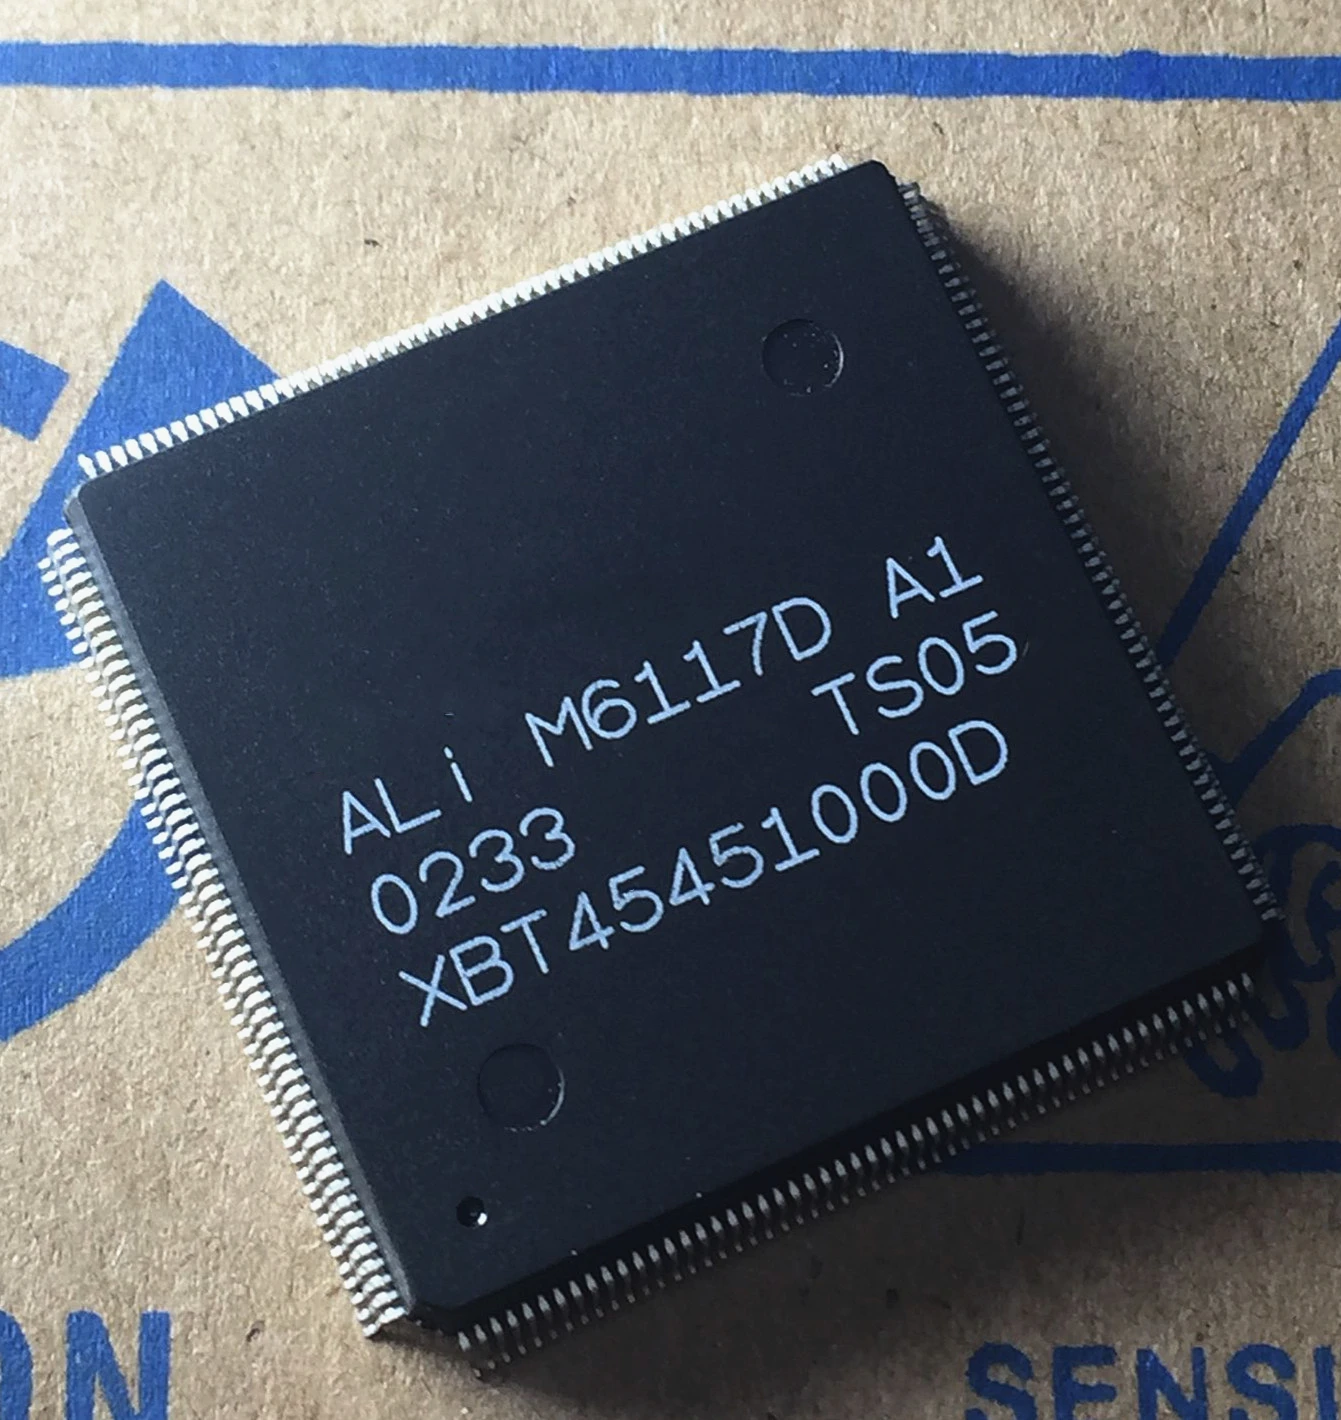 ALi M6117D A1
0233 TS05
XBT45451000D